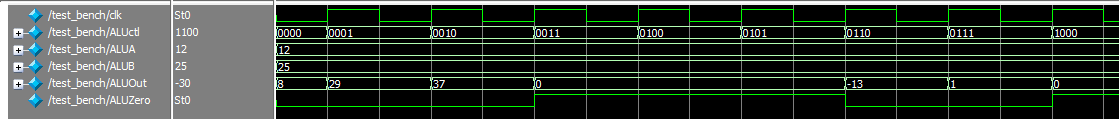 /test_bench/clk St0
/test_bench/ALUctl 1100 0000 0001 0010 0011 0100 0101 0110 0111 1000
/test_bench/ALUA 12 12
/test_bench/ALUB 25 25
/test_bench/ALUOut -30 8 29 37 0 -13 1 0
/test_bench/ALUZero St0